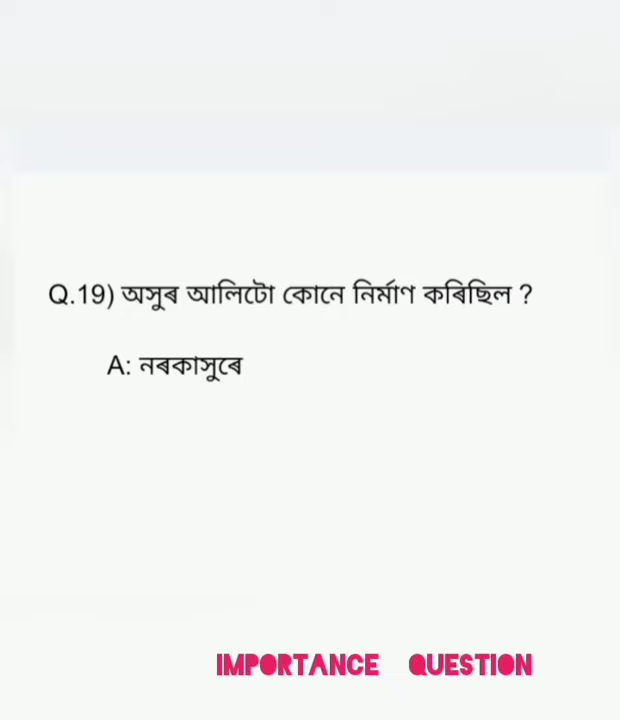 Q.19) অসুৰ আলিটো কোনে নিৰ্মাণ কৰিছিল ?
A: নৰকাসুৰে
IMPORTANCE QUESTION